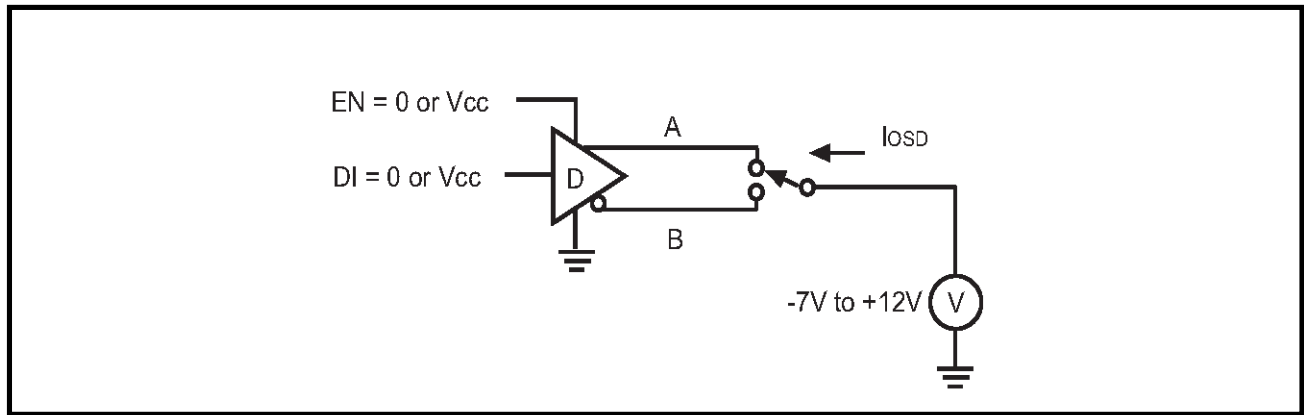 EN = 0 or Vcc
A
IOSD
DI = 0 or Vcc
D
B
-7V to +12V
V